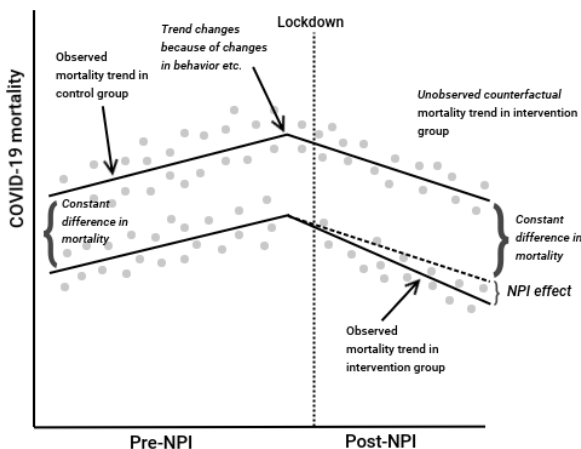 Lockdown
Trend changes
because of changes
in behavior etc.
Observed
mortality trend in
control group
Unobserved counterfactual
mortality trend in intervention
group
COVID-19 mortality
Constant
difference in
mortality
Constant
difference in
mortality
NPI effect
Observed
mortality trend in
intervention group
Pre-NPI
Post-NPI